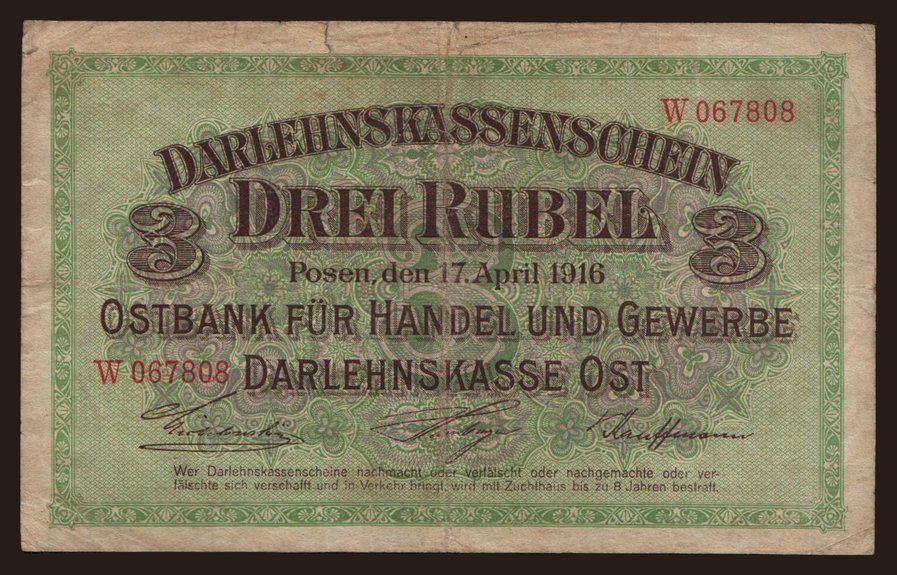 W 067808
DARLEHNSKASSENSCHEIN
DREI RUBEL
3 3
Posen, den 17. April 1916
OSTBANK FÜR HANDEL UND GEWERBE
W 067808 DARLEHNSKASSE OST
Kauffmann
Wer Darlehnskassenscheine nachmacht oder verfälscht oder nachgemachte oder ver-
fälschte sich verschafft und in Verkehr bringt, wird mit Zuchthaus bis zu 8 Jahren bestraft.